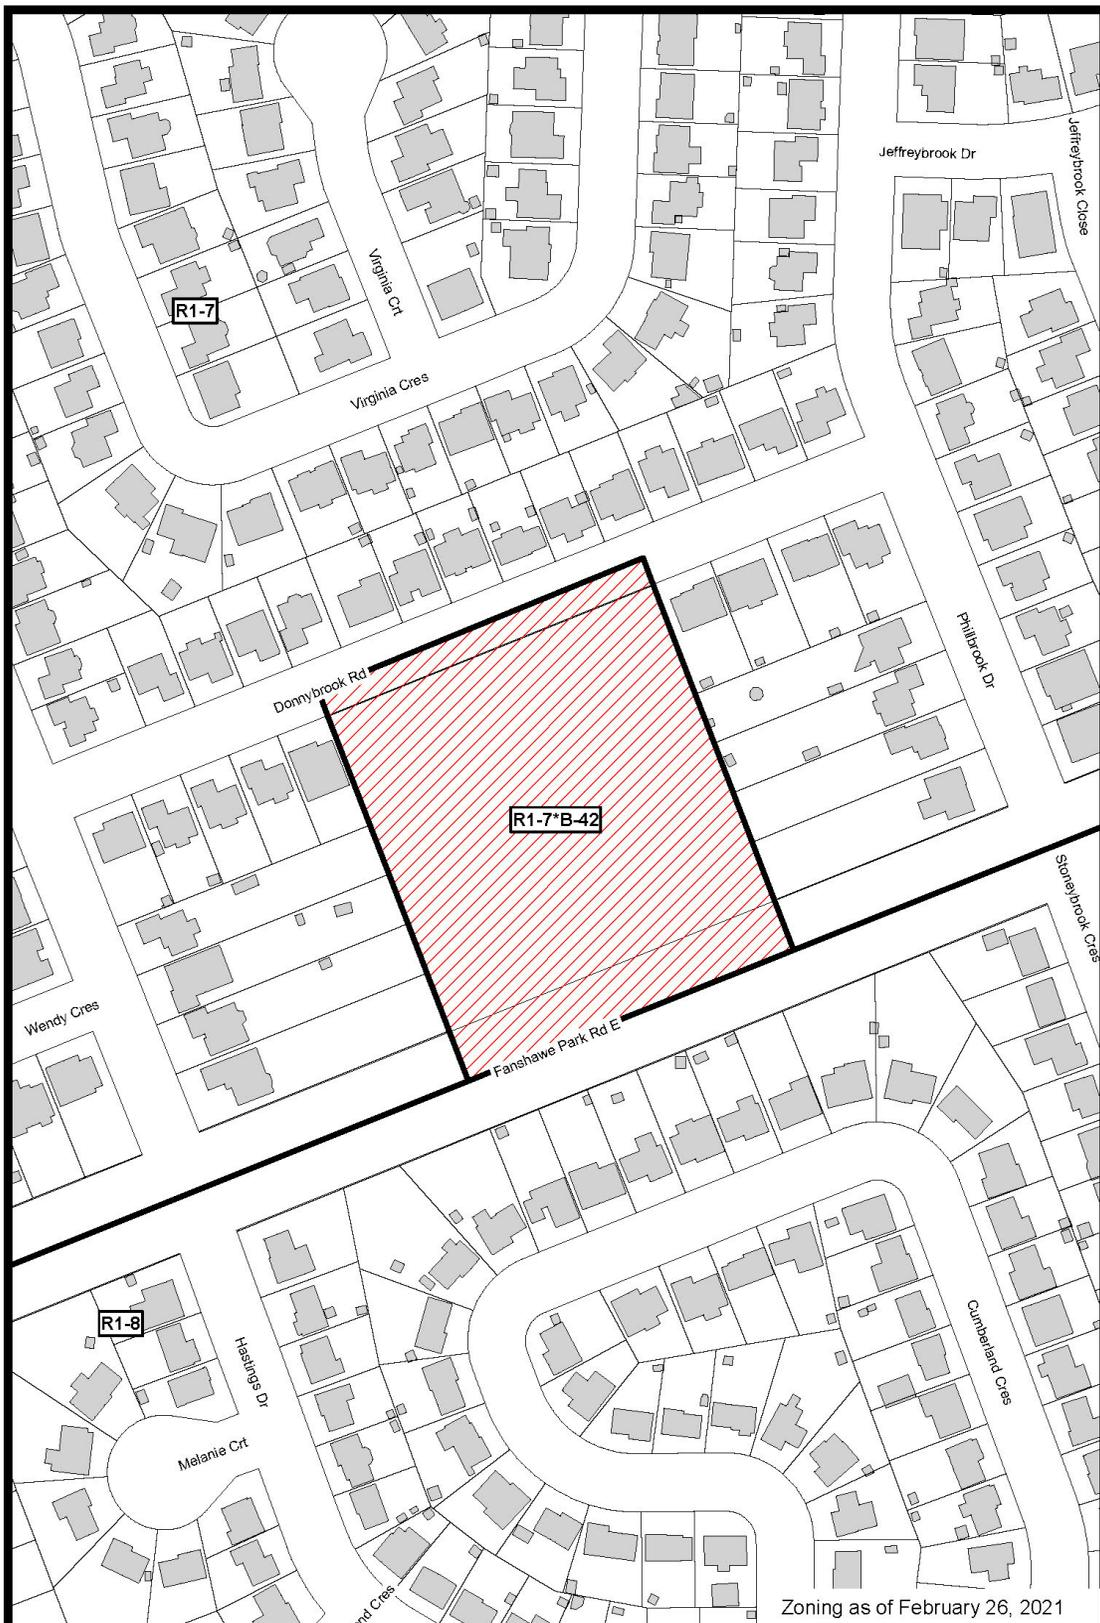 Jeffreybrook Dr
Jeffreybrook Close
Virginia Crt
R1-7
Virginia Cres
Phillbrook Dr
Donnybrook Rd
R1-7*B-42
Stoneybrook Cres
Wendy Cres
Fanshawe Park Rd E
R1-8
Hastings Dr
Cumberland Cres
Melanie Crt
nd Cres
Zoning as of February 26, 2021